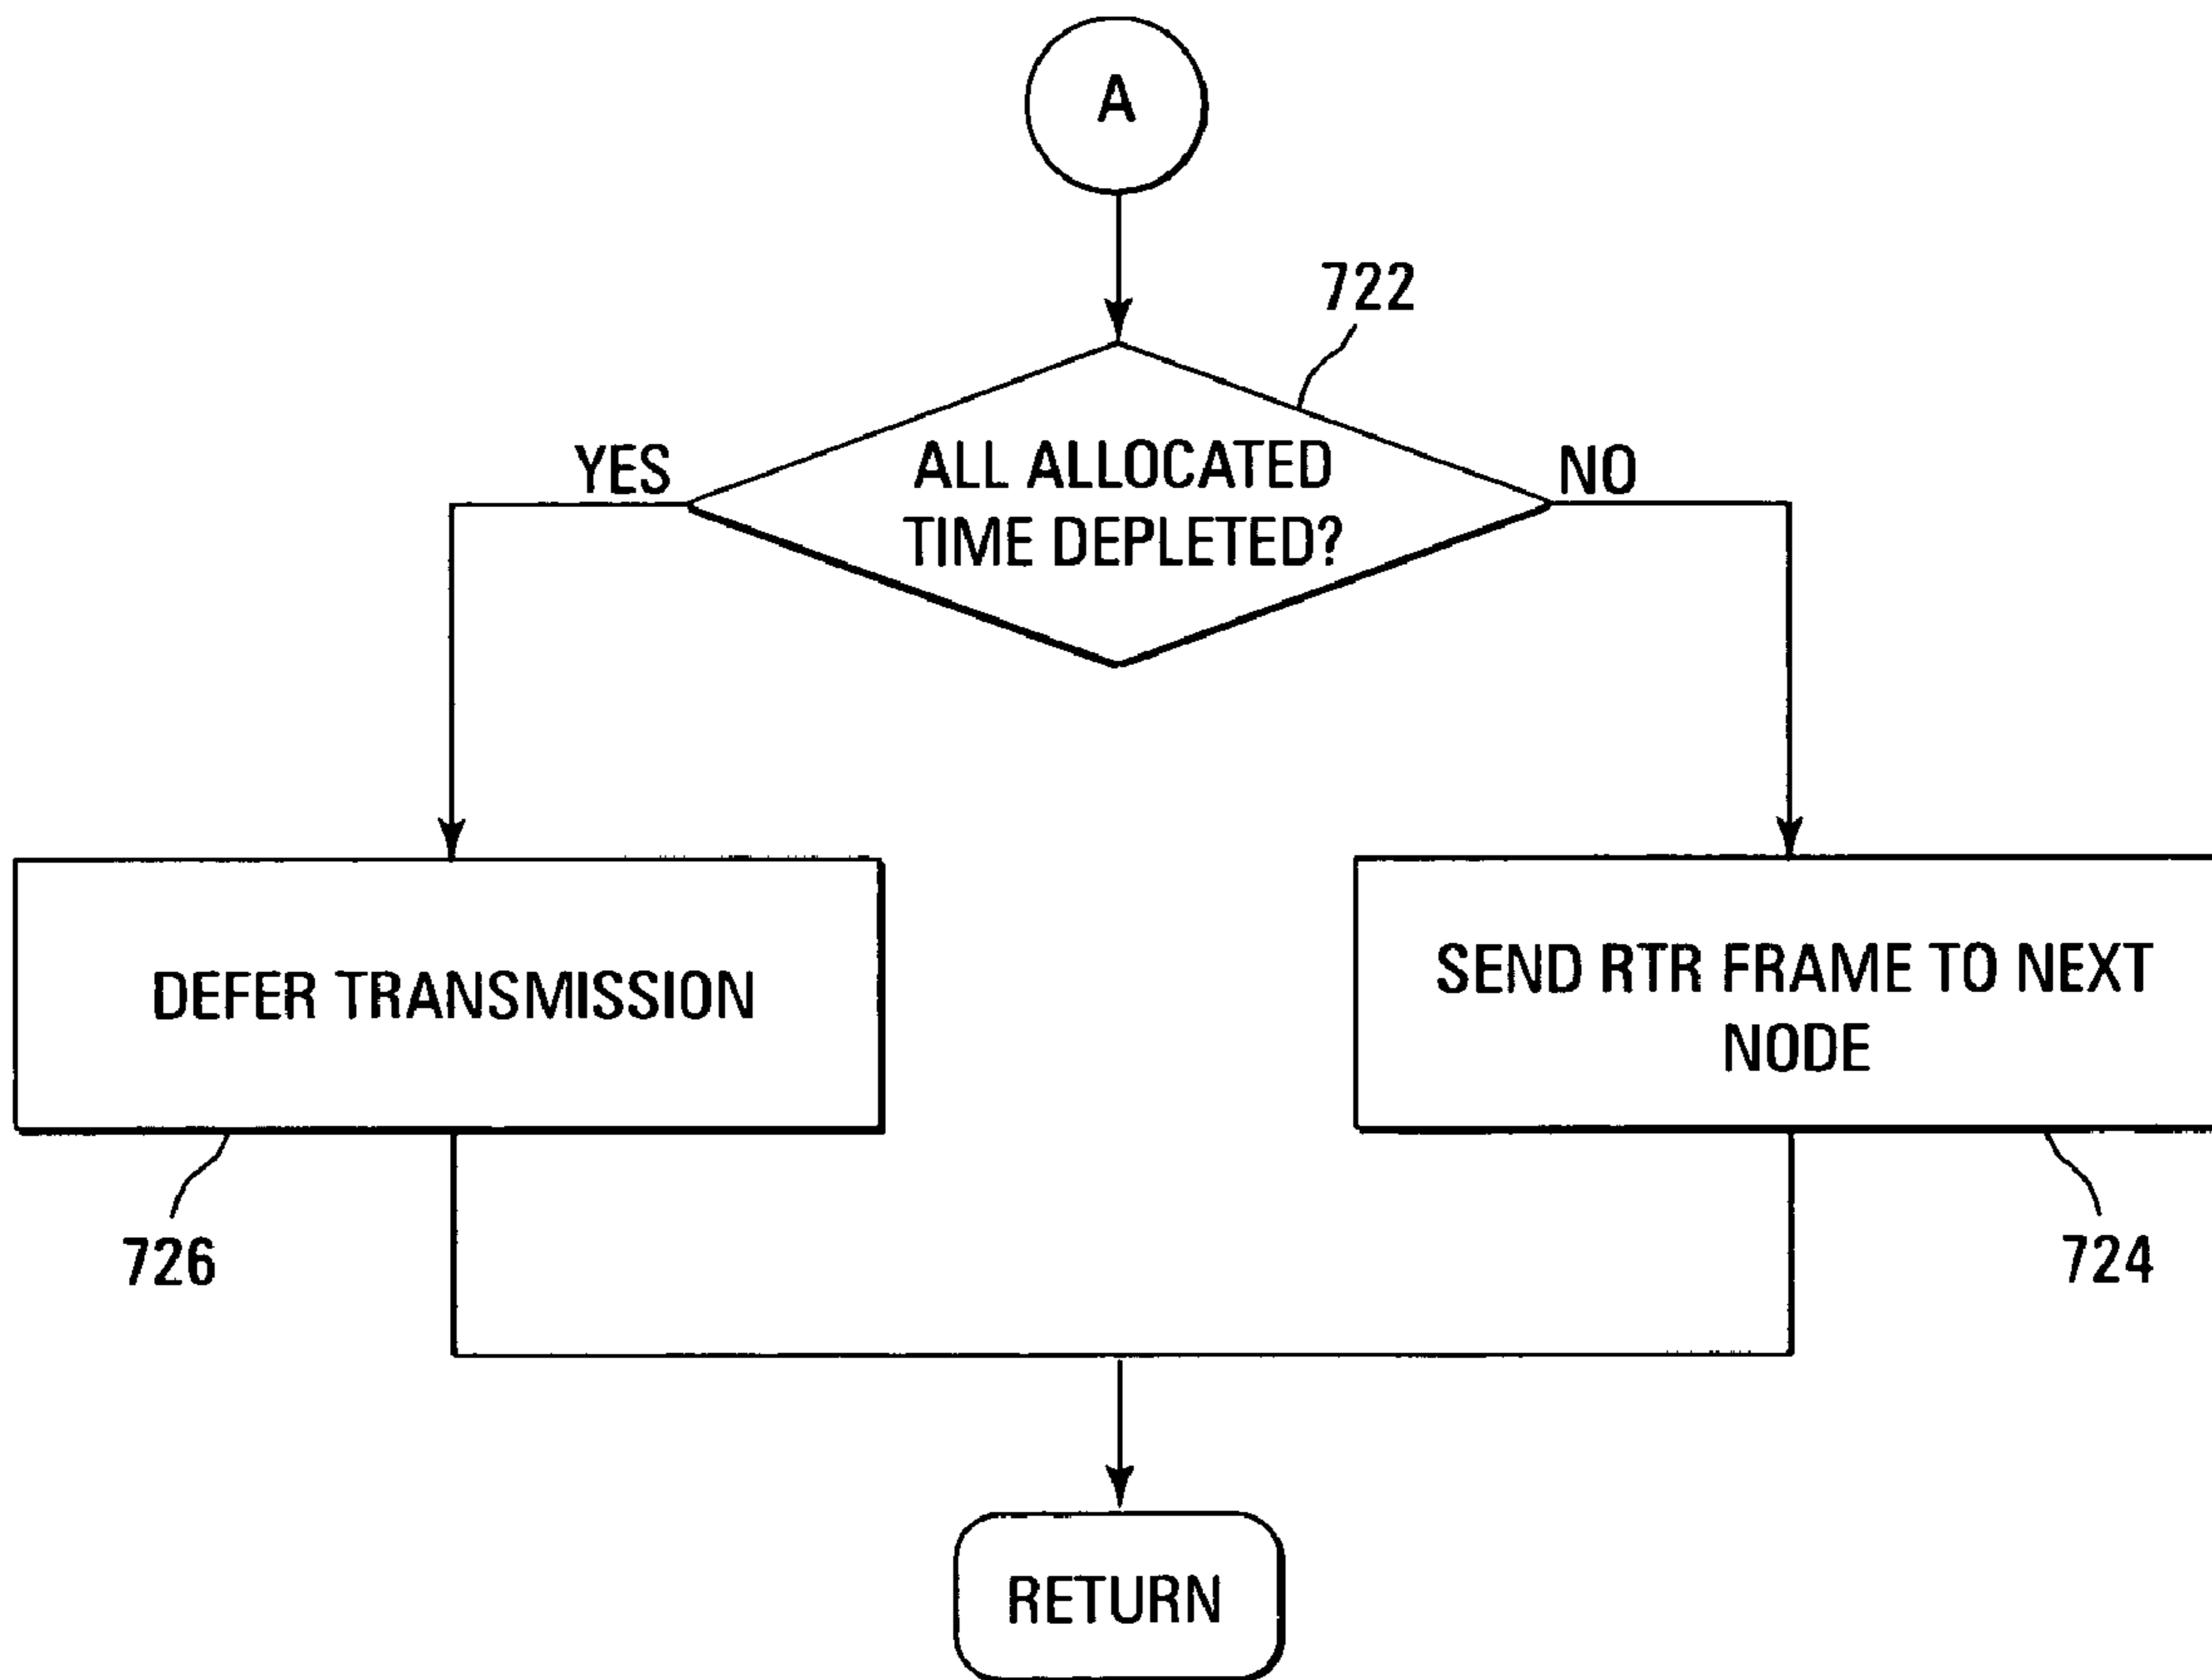 A
722
YES
ALL ALLOCATED
TIME DEPLETED?
NO
DEFER TRANSMISSION
SEND RTR FRAME TO NEXT
NODE
726
724
RETURN